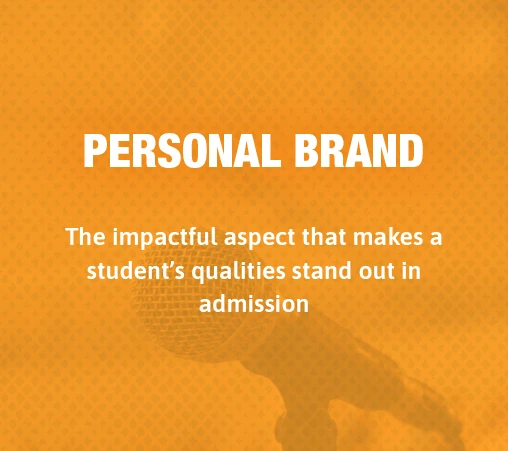 PERSONAL BRAND
The impactful aspect that makes a
student’s qualities stand out in
admission